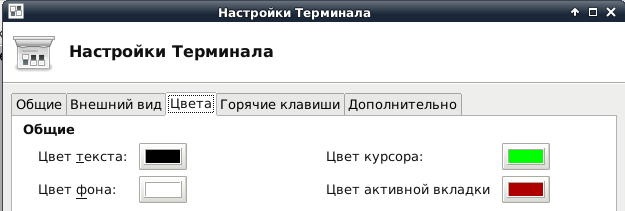 Настройки Терминала
Настройки Терминала
Общие Внешний вид Цвета Горячие клавиши Дополнительно
Общие
Цвет текста: Цвет курсора:
Цвет фона: Цвет активной вкладки